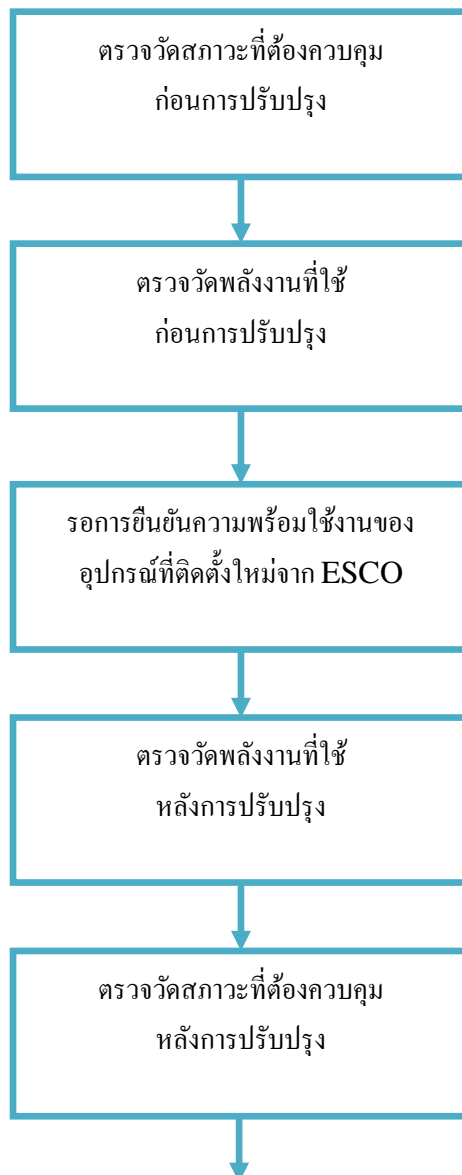 ตรวจวัดสภาวะที่ต้องควบคุม
ก่อนการปรับปรุง
ตรวจวัดพลังงานที่ใช้
ก่อนการปรับปรุง
รอการยืนยันความพร้อมใช้งานของ
อุปกรณ์ที่ติดตั้งใหม่จาก ESCO
ตรวจวัดพลังงานที่ใช้
หลังการปรับปรุง
ตรวจวัดสภาวะที่ต้องควบคุม
หลังการปรับปรุง